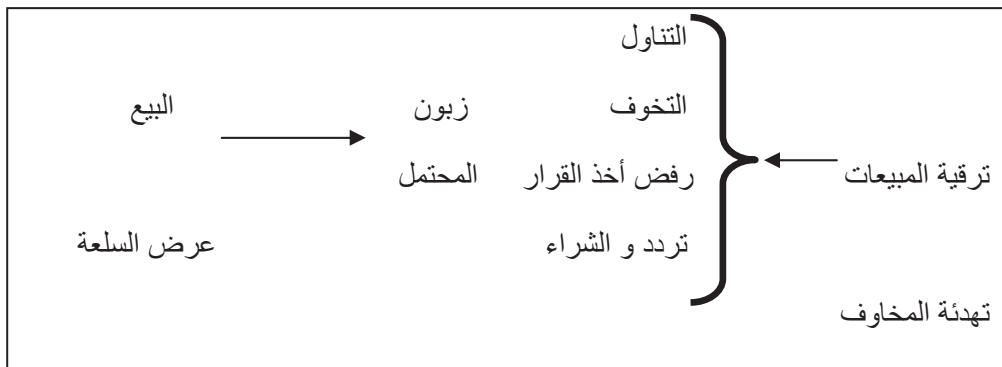 التناول
البيع زبون التخوف
ترقية المبيعات رفض أخذ القرار المحتمل
عرض السلعة تردد و الشراء
تهدئة المخاوف